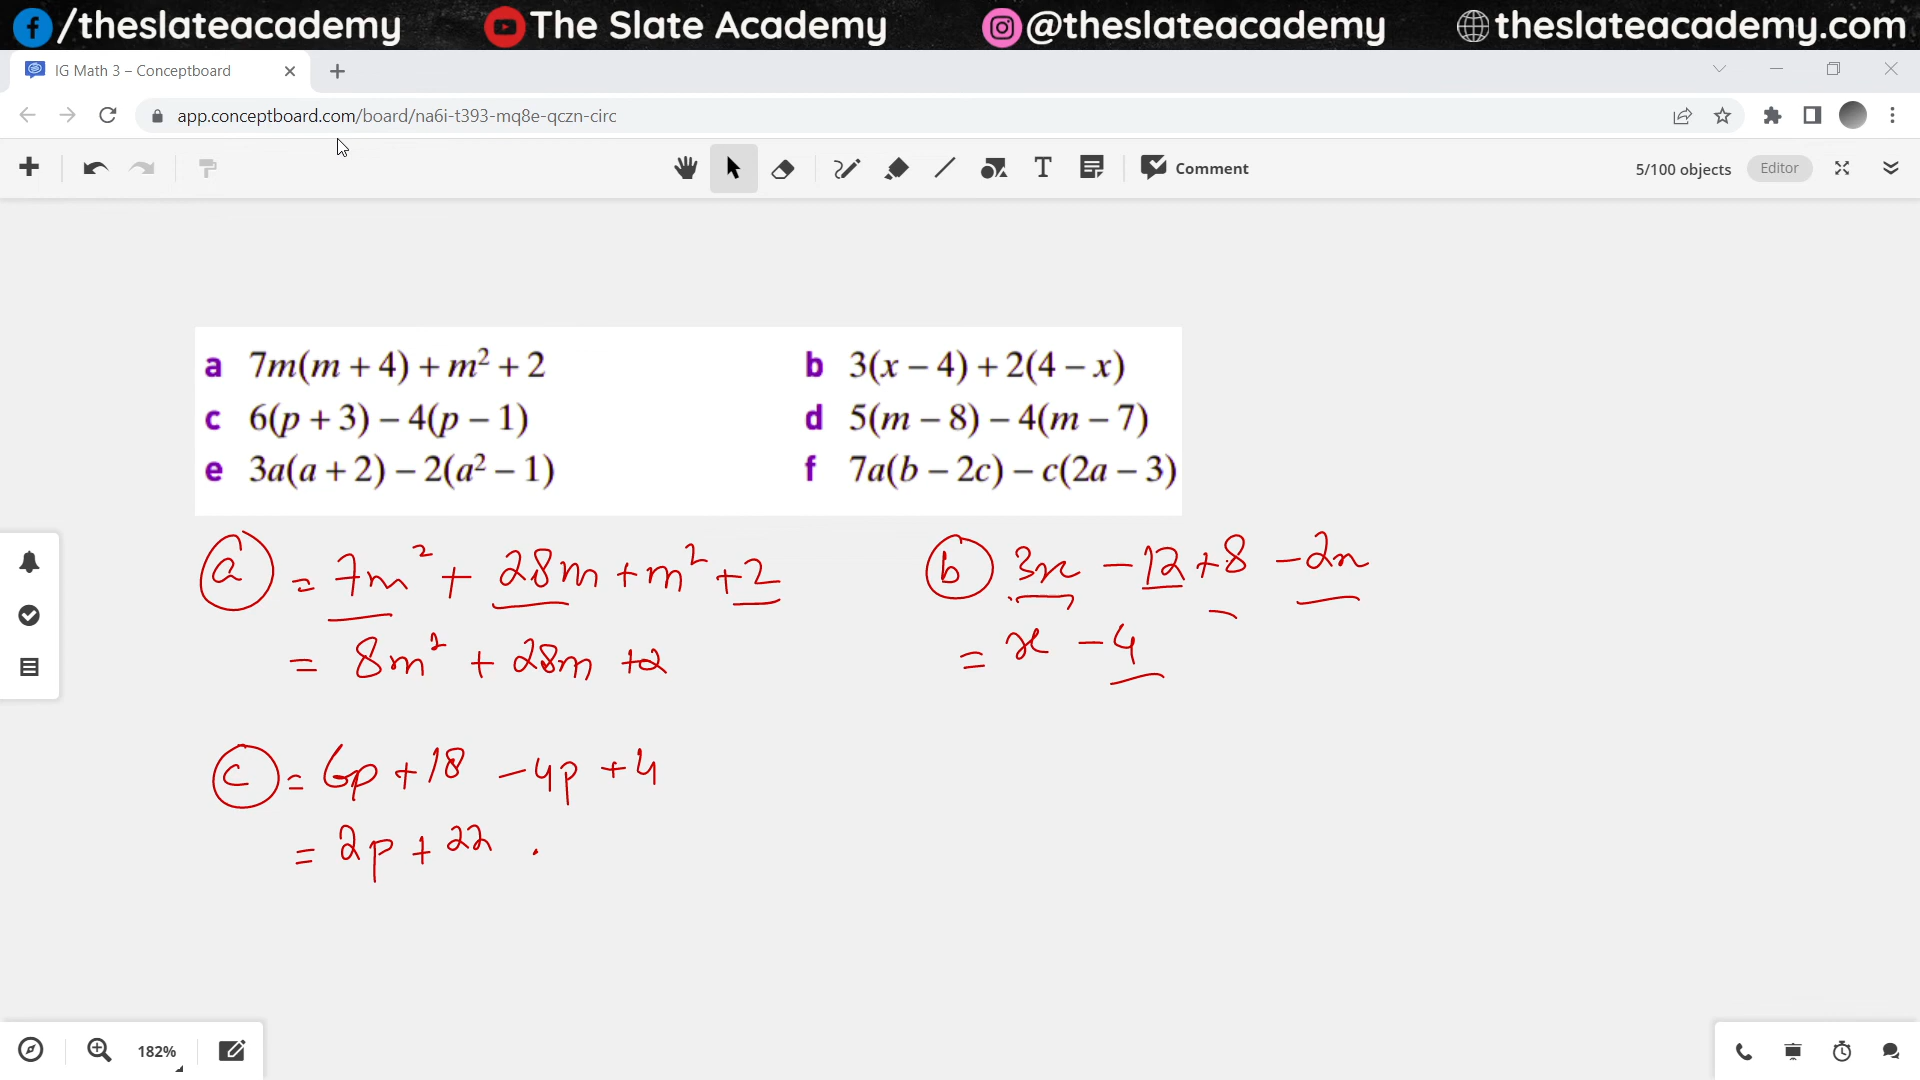 /theslateacademy The Slate Academy @theslateacademy theslateacademy.com
IG Math 3 – Conceptboard
app.conceptboard.com/board/na6i-t393-mq8e-qczn-circ
T Comment 5/100 objects Editor
a 7m(m + 4) + m² + 2 b 3(x – 4) + 2(4 – x)
c 6(p + 3) – 4(p – 1) d 5(m – 8) – 4(m – 7)
e 3a(a + 2) – 2(a² – 1) f 7a(b – 2c) – c(2a – 3)
a = 7m² + 28m + m² + 2 b 3x – 12 + 8 – 2x
= 8m² + 28m + 2 = x – 4
c = 6p + 18 – 4p + 4
= 2p + 22 .
182%